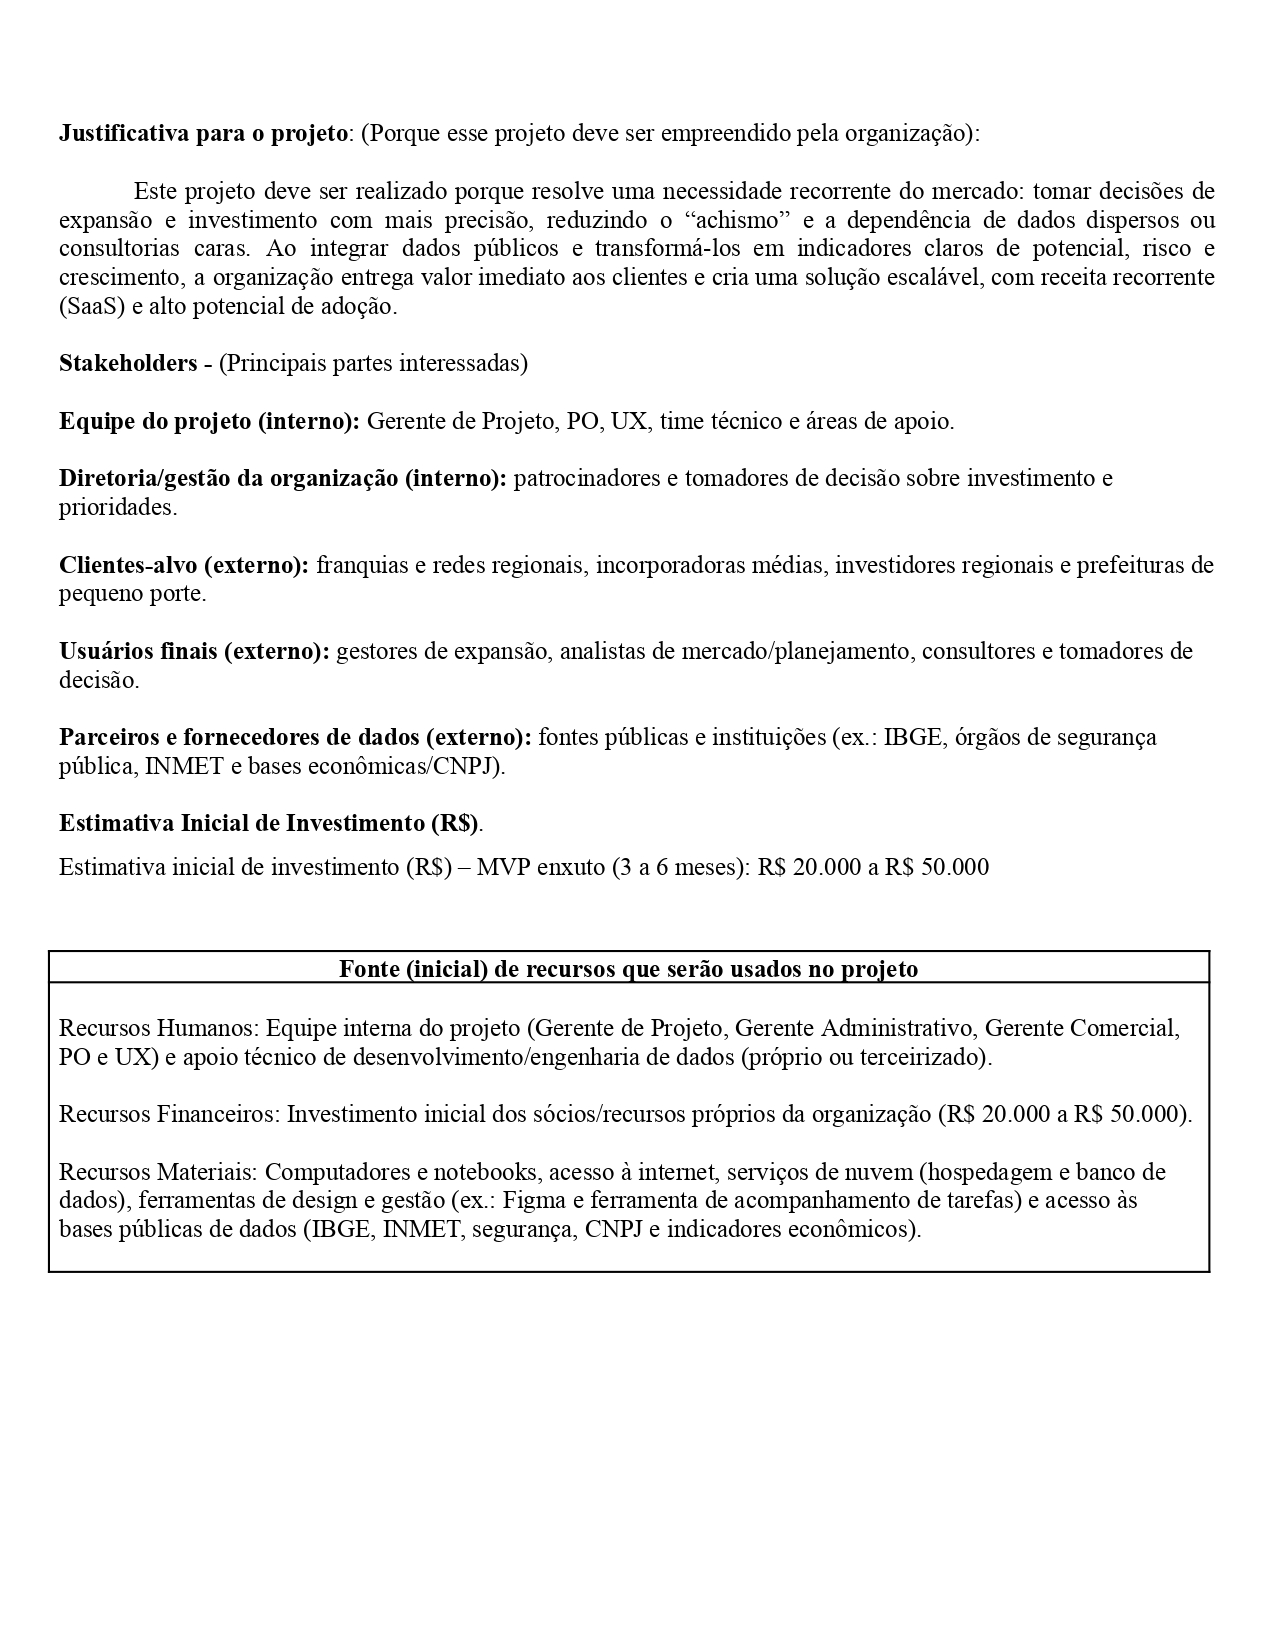 Justificativa para o projeto: (Porque esse projeto deve ser empreendido pela organização):
Este projeto deve ser realizado porque resolve uma necessidade recorrente do mercado: tomar decisões de
expansão e investimento com mais precisão, reduzindo o “achismo” e a dependência de dados dispersos ou
consultorias caras. Ao integrar dados públicos e transformá-los em indicadores claros de potencial, risco e
crescimento, a organização entrega valor imediato aos clientes e cria uma solução escalável, com receita recorrente
(SaaS) e alto potencial de adoção.
Stakeholders - (Principais partes interessadas)
Equipe do projeto (interno): Gerente de Projeto, PO, UX, time técnico e áreas de apoio.
Diretoria/gestão da organização (interno): patrocinadores e tomadores de decisão sobre investimento e
prioridades.
Clientes-alvo (externo): franquias e redes regionais, incorporadoras médias, investidores regionais e prefeituras de
pequeno porte.
Usuários finais (externo): gestores de expansão, analistas de mercado/planejamento, consultores e tomadores de
decisão.
Parceiros e fornecedores de dados (externo): fontes públicas e instituições (ex.: IBGE, órgãos de segurança
pública, INMET e bases econômicas/CNPJ).
Estimativa Inicial de Investimento (R$).
Estimativa inicial de investimento (R$) – MVP enxuto (3 a 6 meses): R$ 20.000 a R$ 50.000
Fonte (inicial) de recursos que serão usados no projeto
Recursos Humanos: Equipe interna do projeto (Gerente de Projeto, Gerente Administrativo, Gerente Comercial,
PO e UX) e apoio técnico de desenvolvimento/engenharia de dados (próprio ou terceirizado).
Recursos Financeiros: Investimento inicial dos sócios/recursos próprios da organização (R$ 20.000 a R$ 50.000).
Recursos Materiais: Computadores e notebooks, acesso à internet, serviços de nuvem (hospedagem e banco de
dados), ferramentas de design e gestão (ex.: Figma e ferramenta de acompanhamento de tarefas) e acesso às
bases públicas de dados (IBGE, INMET, segurança, CNPJ e indicadores econômicos).